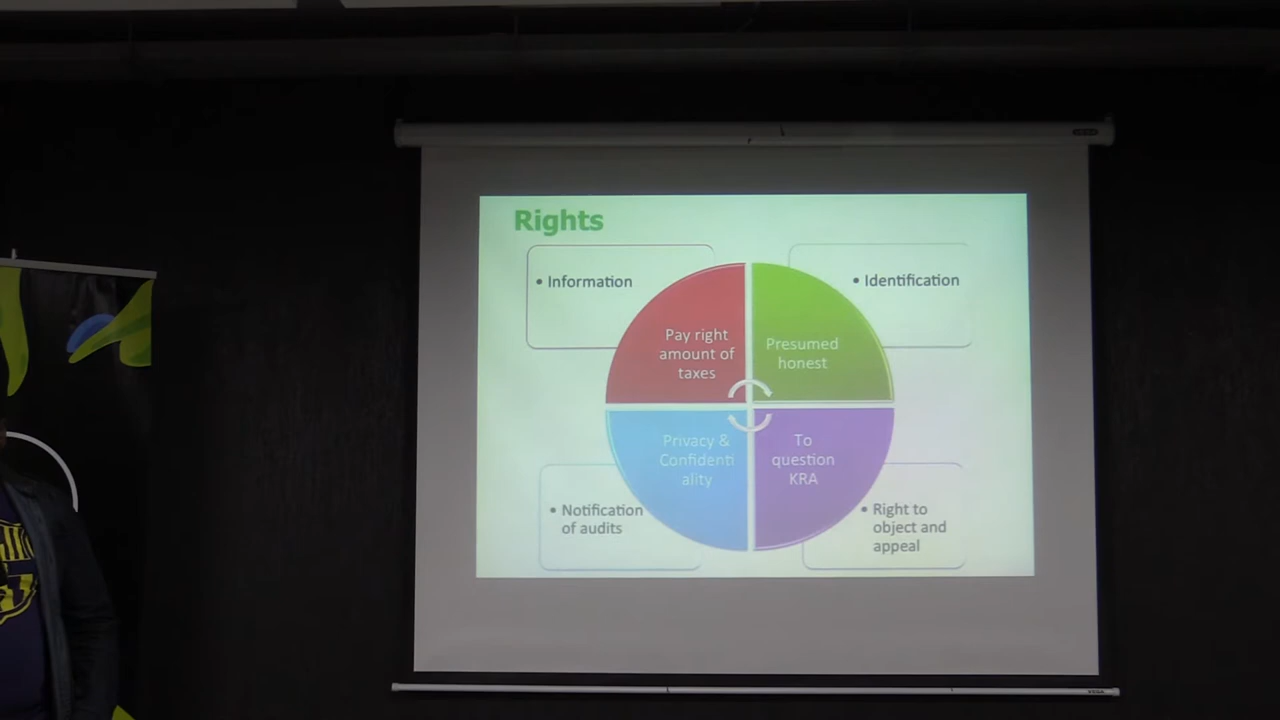 Rights
• Information
• Identification
Pay right
amount of
taxes
Presumed
honest
Privacy &
Confidenti
ality
To
question
KRA
• Notification
of audits
• Right to
object and
appeal